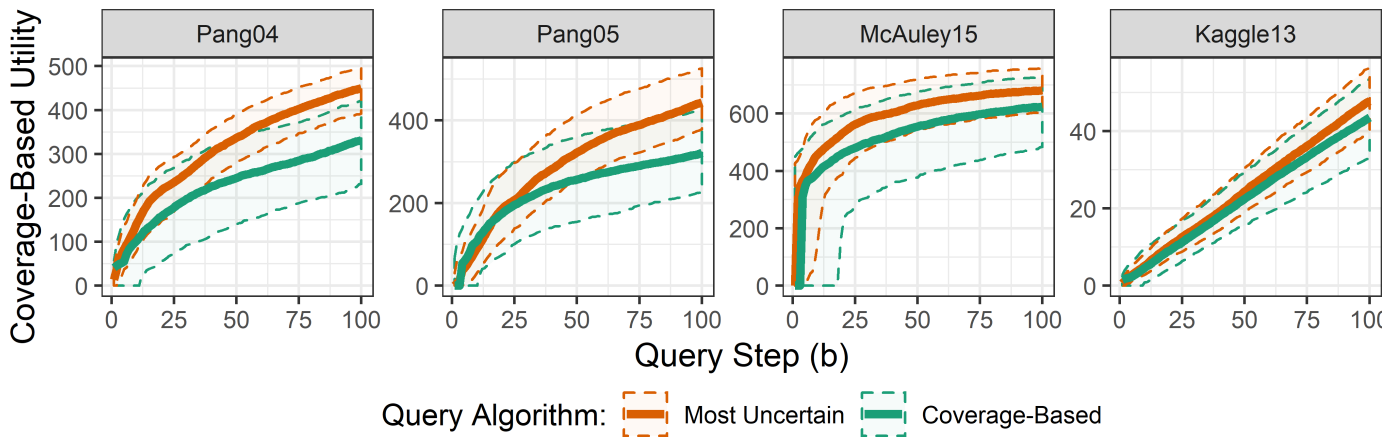 Coverage-Based Utility
Pang04
Pang05
McAuley15
Kaggle13
500
400
300
200
100
0
400
200
0
600
400
200
0
40
20
0
0 25 50 75 100
0 25 50 75 100
0 25 50 75 100
0 25 50 75 100
Query Step (b)
Query Algorithm: Most Uncertain Coverage-Based